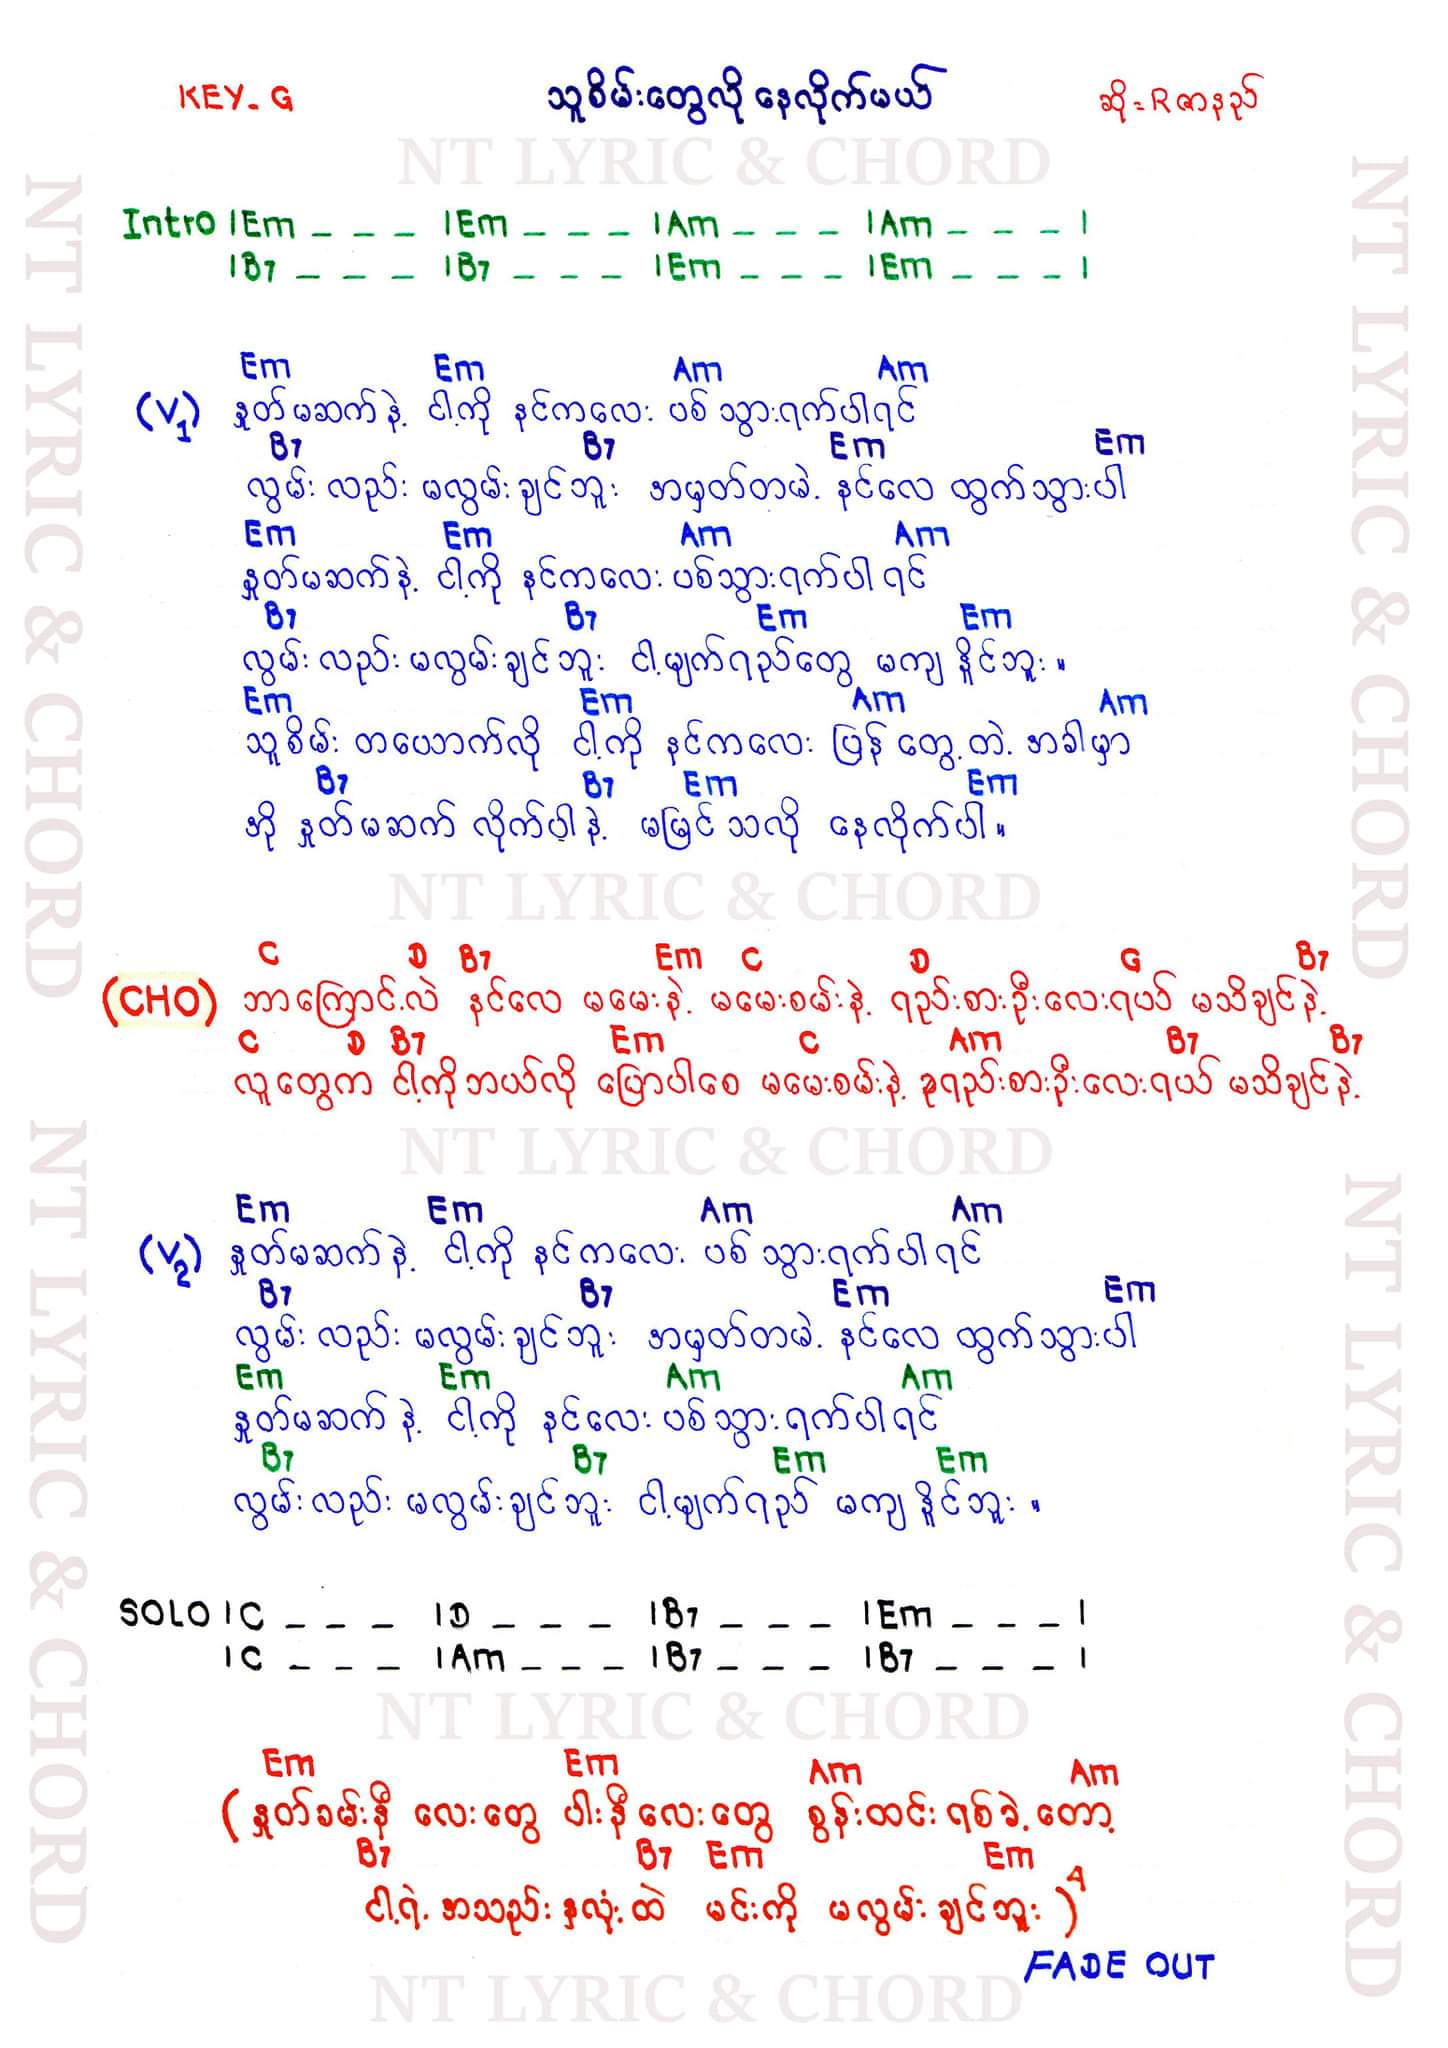 KEY - G သူစိမ်းတွေလို နေလိုက်မယ် ဆို = R ဇာနည်
NT LYRIC & CHORD
Intro | Em _ _ _ | Em _ _ _ | Am _ _ _ | Am _ _ _ |
| B7 _ _ _ | B7 _ _ _ | Em _ _ _ | Em _ _ _ |
Em Em Am Am
(V1) နှုတ်မဆက်နဲ့ ငါ့ကို နင်ကလေး ပစ်သွားရက်ပါရင်
B7 B7 Em Em
လွမ်းလည်း မလွမ်းချင်ဘူး အမှတ်တမဲ့ နင်လေ ထွက်သွားပါ
Em Em Am Am
နှုတ်မဆက်နဲ့ ငါ့ကို နင်ကလေး ပစ်သွားရက်ပါရင်
B7 B7 Em Em
လွမ်းလည်း မလွမ်းချင်ဘူး ငါ့မျက်ရည်တွေ မကျနိုင်ဘူး ။
Em Em Am Am
သူစိမ်း တယောက်လို ငါ့ကို နင်ကလေး ပြန်တွေ့တဲ့ အခါမှာ
B7 B7 Em Em
အို နှုတ်မဆက် လိုက်ပါနဲ့ မမြင်သလို နေလိုက်ပါ ။
NT LYRIC & CHORD
C D B7 Em C D G B7
(CHO) ဘာကြောင့်လဲ နင်လေ မမေးနဲ့ မမေးစမ်းနဲ့ ရည်းစားဦးလေးရယ် မသိချင်နဲ့
C D B7 Em C Am B7 B7
လူတွေက ငါ့ကိုဘယ်လို ပြောပါစေ မမေးစမ်းနဲ့ ခုရည်းစားဦးလေးရယ် မသိချင်နဲ့
NT LYRIC & CHORD
Em Em Am Am
(V2) နှုတ်မဆက်နဲ့ ငါ့ကို နင်ကလေး ပစ်သွားရက်ပါရင်
B7 B7 Em Em
လွမ်းလည်း မလွမ်းချင်ဘူး အမှတ်တမဲ့ နင်လေ ထွက်သွားပါ
Em Em Am Am
နှုတ်မဆက်နဲ့ ငါ့ကို နင်လေး ပစ်သွားရက်ပါရင်
B7 B7 Em Em
လွမ်းလည်း မလွမ်းချင်ဘူး ငါ့မျက်ရည် မကျနိုင်ဘူး ။
SOLO | C _ _ _ | D _ _ _ | B7 _ _ _ | Em _ _ _ |
| C _ _ _ | Am _ _ _ | B7 _ _ _ | B7 _ _ _ |
NT LYRIC & CHORD
Em Em Am Am
( နှုတ်ခမ်းနီ လေးတွေ ပါးနီလေးတွေ စွန်းထင်းရစ်ခဲ့တော့
B7 B7 Em Em
ငါ့ရဲ့ အသည်းနှလုံးထဲ မင်းကို မလွမ်းချင်ဘူး )4
FADE OUT
NT LYRIC & CHORD
NT LYRIC & CHORD
NT LYRIC & CHORD
NT LYRIC & CHORD
NT LYRIC & CHORD